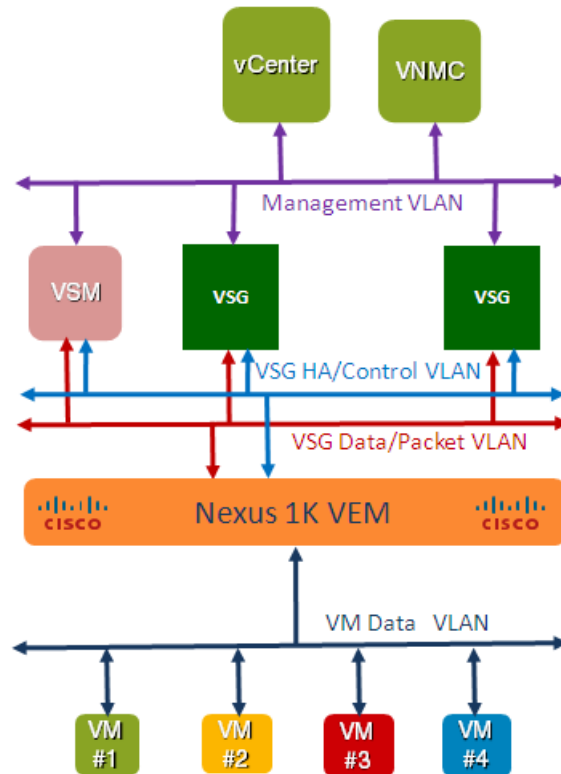 vCenter
VNMC
Management VLAN
VSM
VSG
VSG
VSG HA/Control VLAN
VSG Data/Packet VLAN
CISCO
Nexus 1K VEM
CISCO
VM Data VLAN
VM
#1
VM
#2
VM
#3
VM
#4